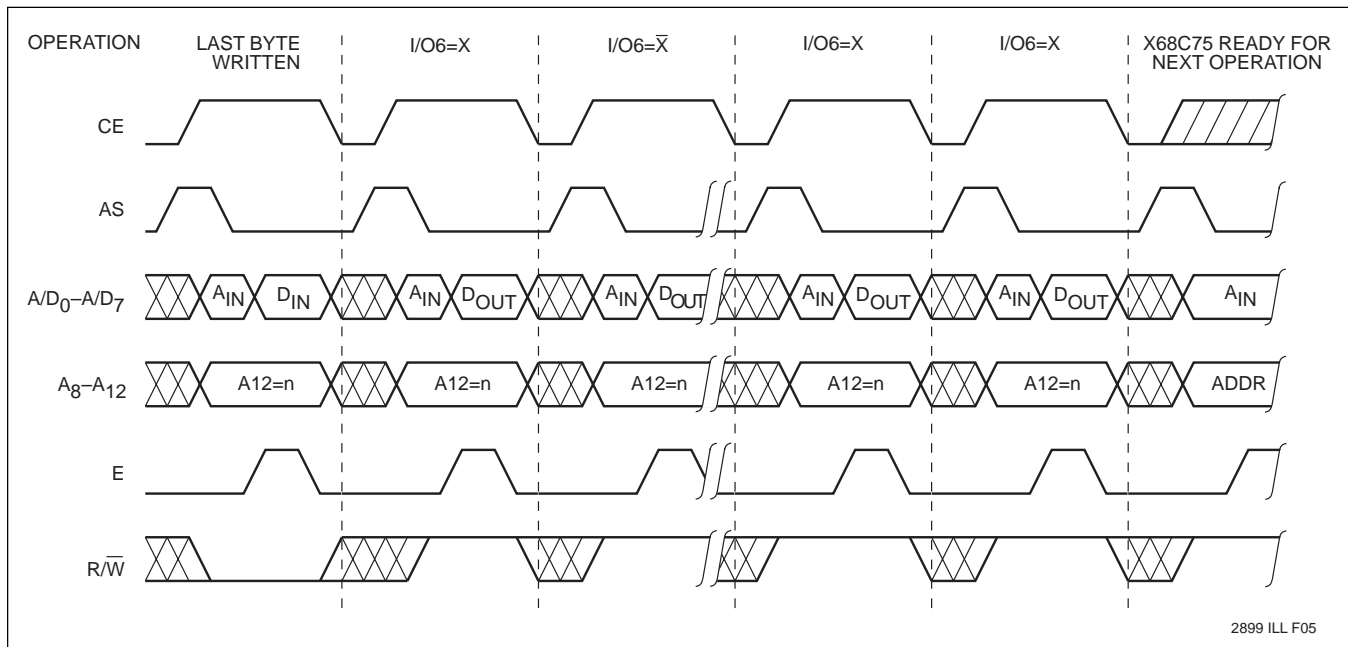 OPERATION
LAST BYTE
WRITTEN
I/O6=X
I/O6=X̅
I/O6=X
I/O6=X
X68C75 READY FOR
NEXT OPERATION
CE
AS
A/D0–A/D7
AIN
DIN
AIN
DOUT
AIN
DOUT
AIN
DOUT
AIN
DOUT
AIN
A8–A12
A12=n
A12=n
A12=n
A12=n
A12=n
ADDR
E
R/W̅
2899 ILL F05